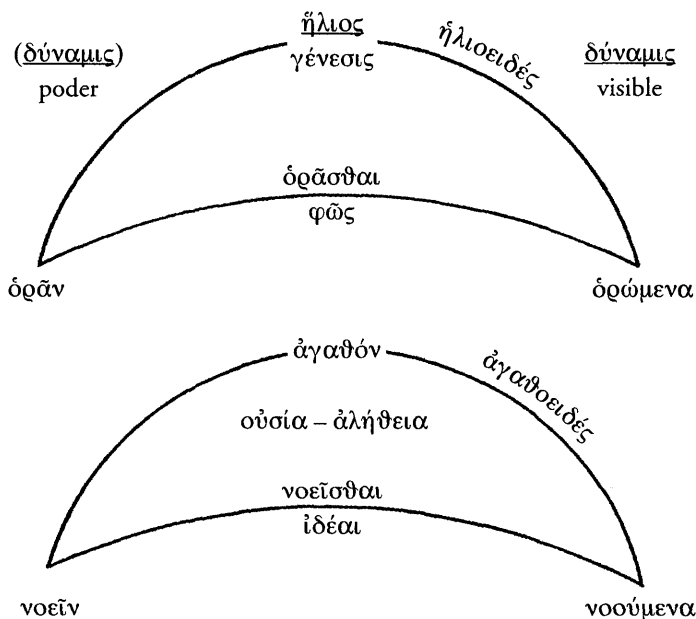 (δύναμις) ἥλιος ἡλιοειδές δύναμις
poder γένεσις visible
ὁρᾶσθαι
φῶς
ὁρᾶν ὁρώμενα
ἀγαθόν ἀγαθοειδές
οὐσία – ἀλήθεια
νοεῖσθαι
ἰδέαι
νοεῖν νοούμενα